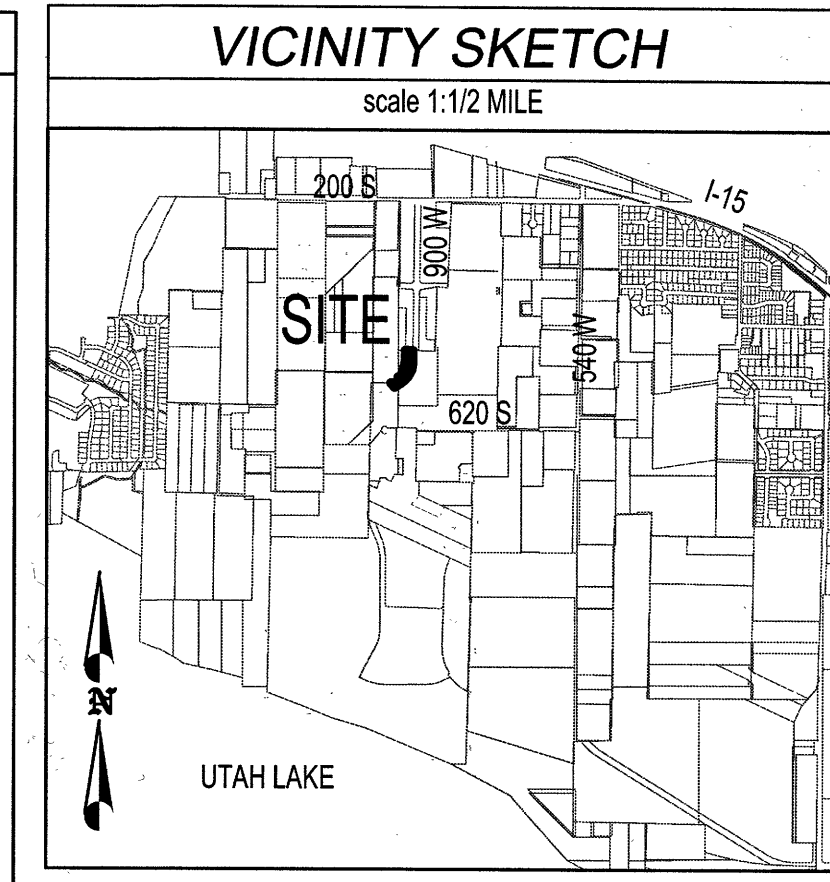 VICINITY SKETCH
scale 1:1/2 MILE
200 S
I-15
900 W
SITE
540 W
620 S
N
UTAH LAKE